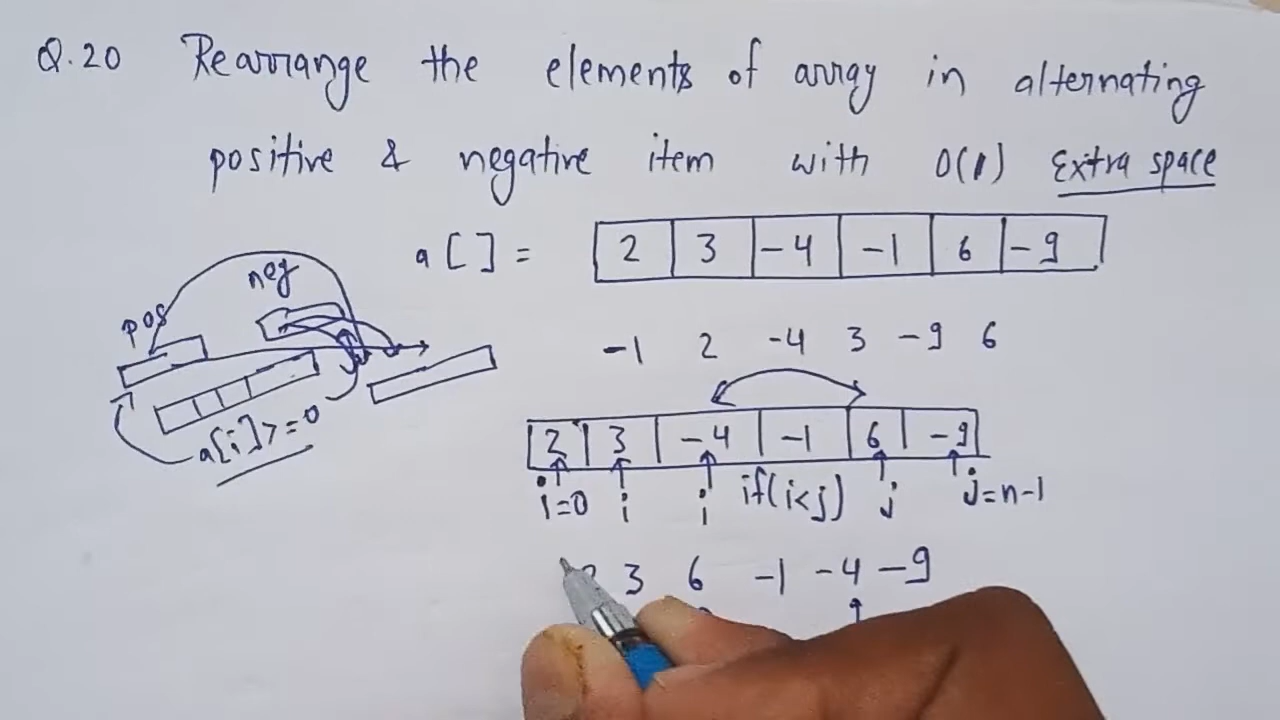 Q.20 Rearrange the elements of array in alternating
positive & negative item with O(1) Extra space
a[] = 2 3 -4 -1 6 -9
neg
pos
-1 2 -4 3 -9 6
a[i]>=0
2 3 -4 -1 6 -9
i=0 i i if(i<j) j j=n-1
3 6 -1 -4 -9